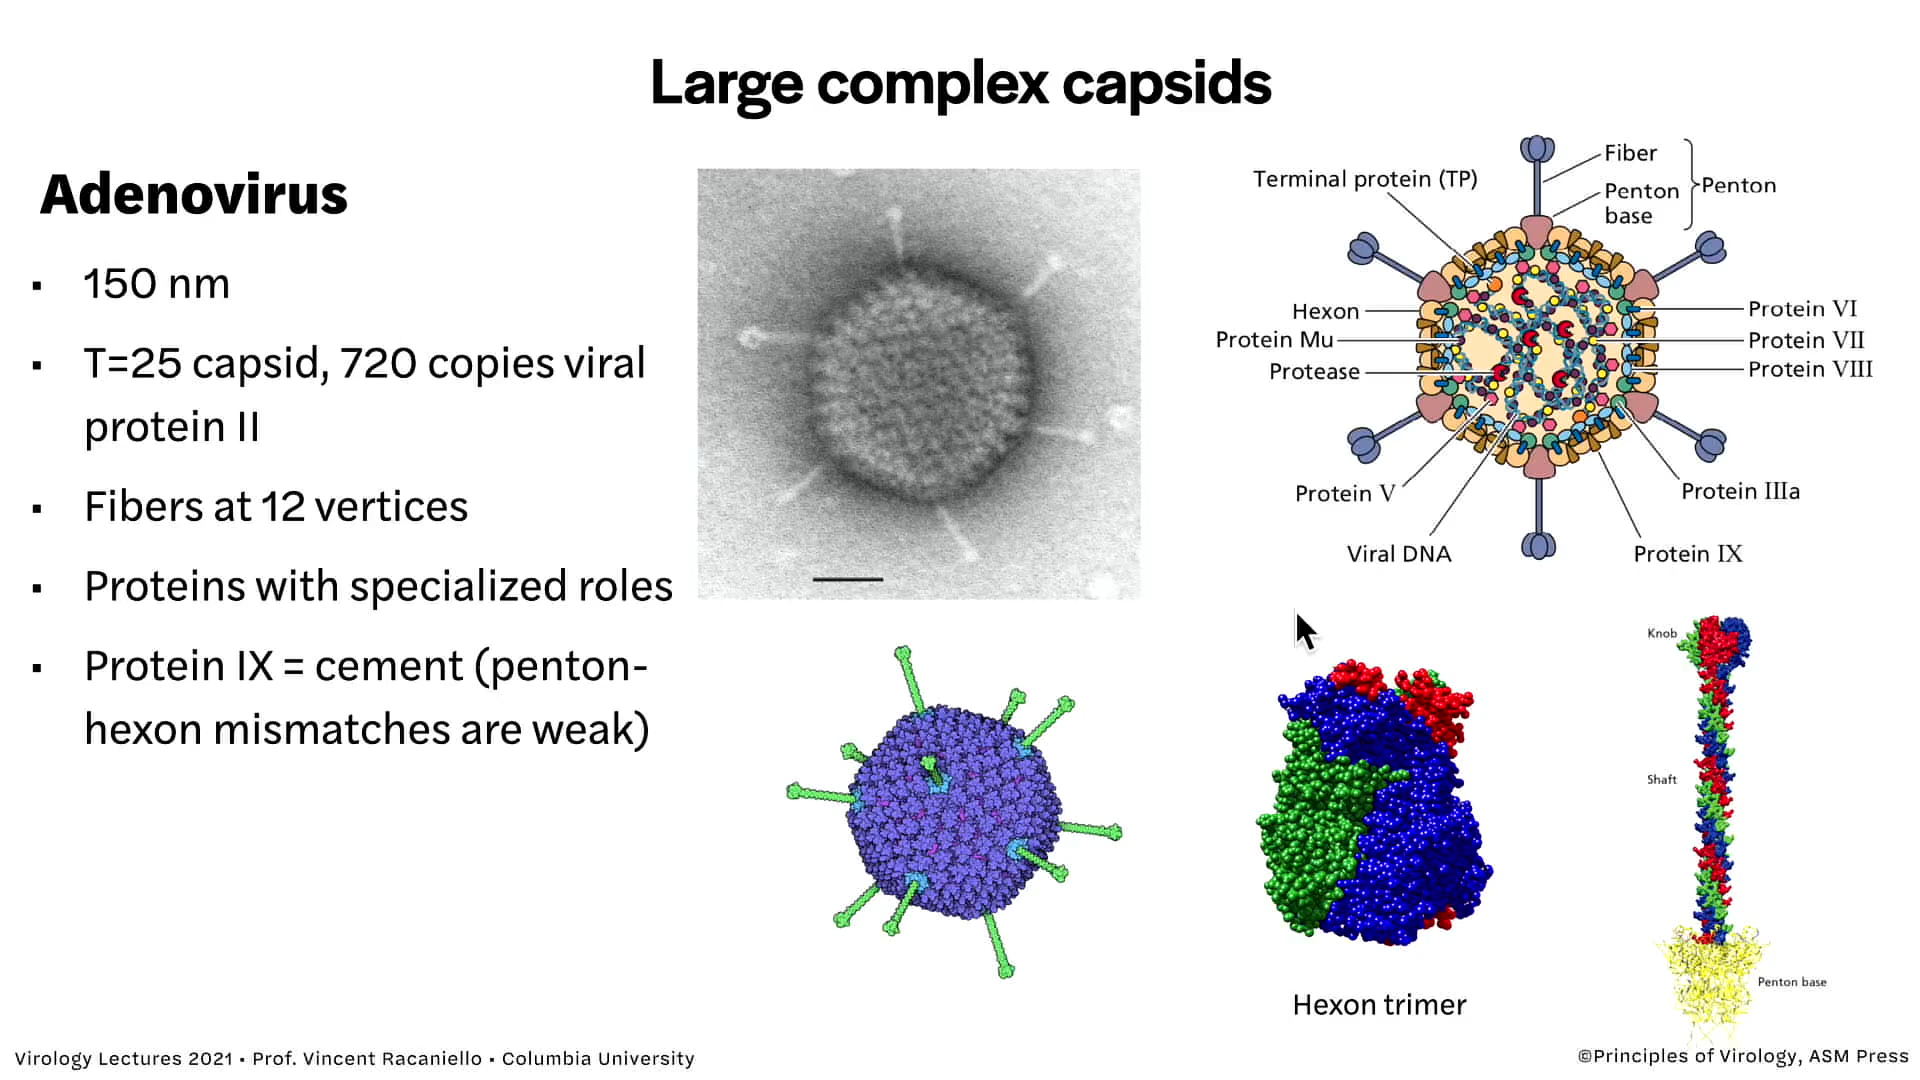 Large complex capsids
Adenovirus
▪ 150 nm
▪ T=25 capsid, 720 copies viral
protein II
▪ Fibers at 12 vertices
▪ Proteins with specialized roles
▪ Protein IX = cement (penton-
hexon mismatches are weak)
Fiber
Terminal protein (TP)
Penton
base
Penton
Hexon
Protein Mu
Protease
Protein VI
Protein VII
Protein VIII
Protein V
Protein IIIa
Viral DNA
Protein IX
Knob
Shaft
Penton base
Hexon trimer
Virology Lectures 2021 • Prof. Vincent Racaniello • Columbia University
©Principles of Virology, ASM Press